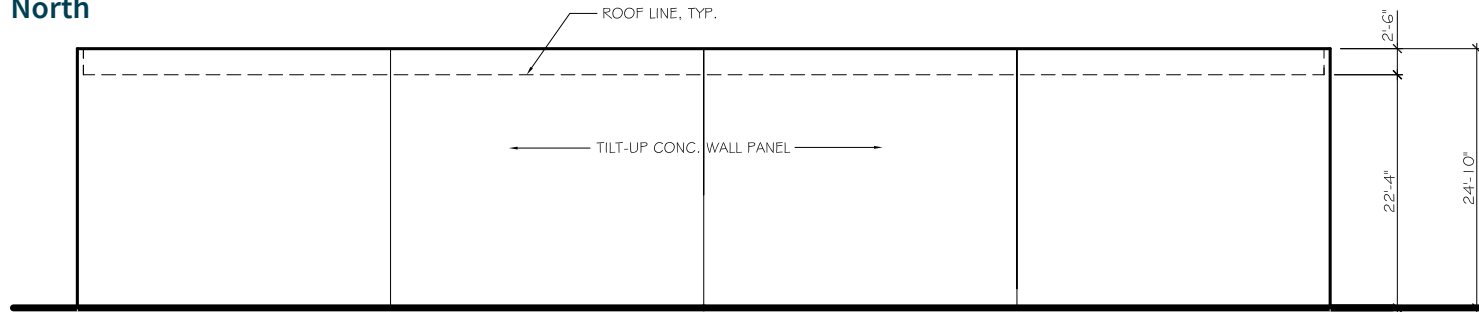 North
ROOF LINE, TYP.
2'-6"
TILT-UP CONC. WALL PANEL
22'-4"
24'-10"